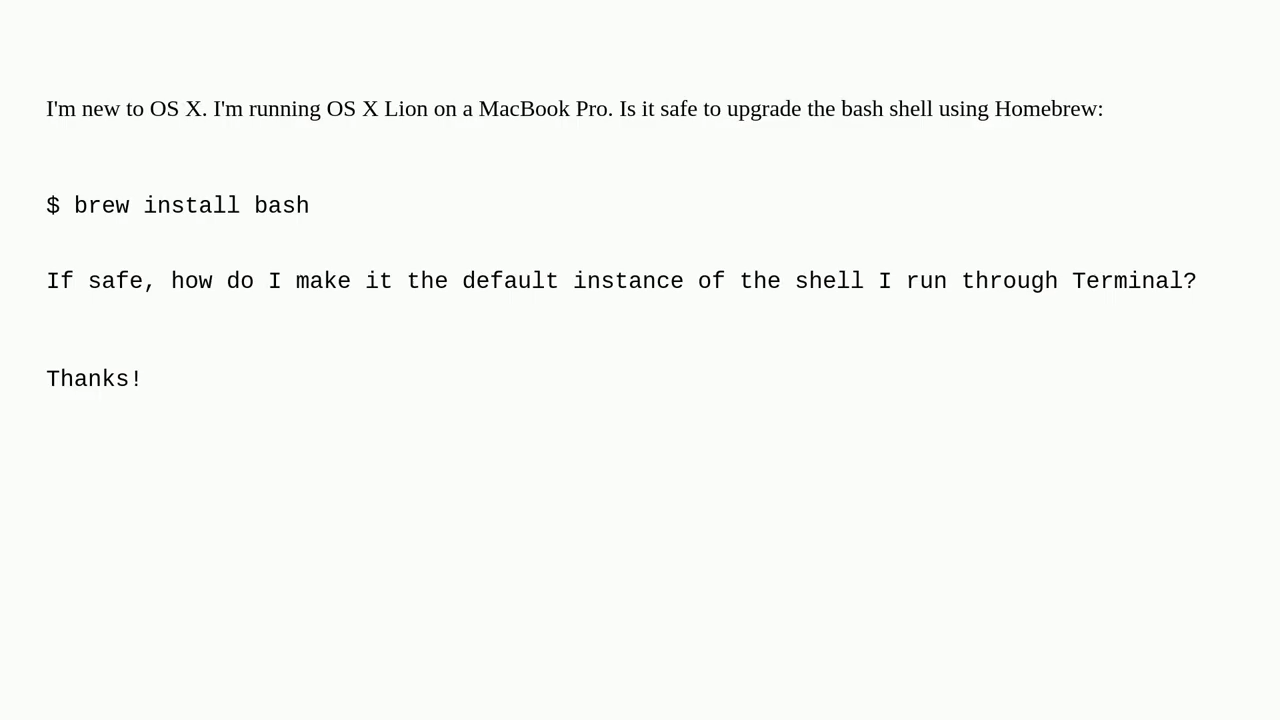 I'm new to OS X. I'm running OS X Lion on a MacBook Pro. Is it safe to upgrade the bash shell using Homebrew:
$ brew install bash
If safe, how do I make it the default instance of the shell I run through Terminal?
Thanks!